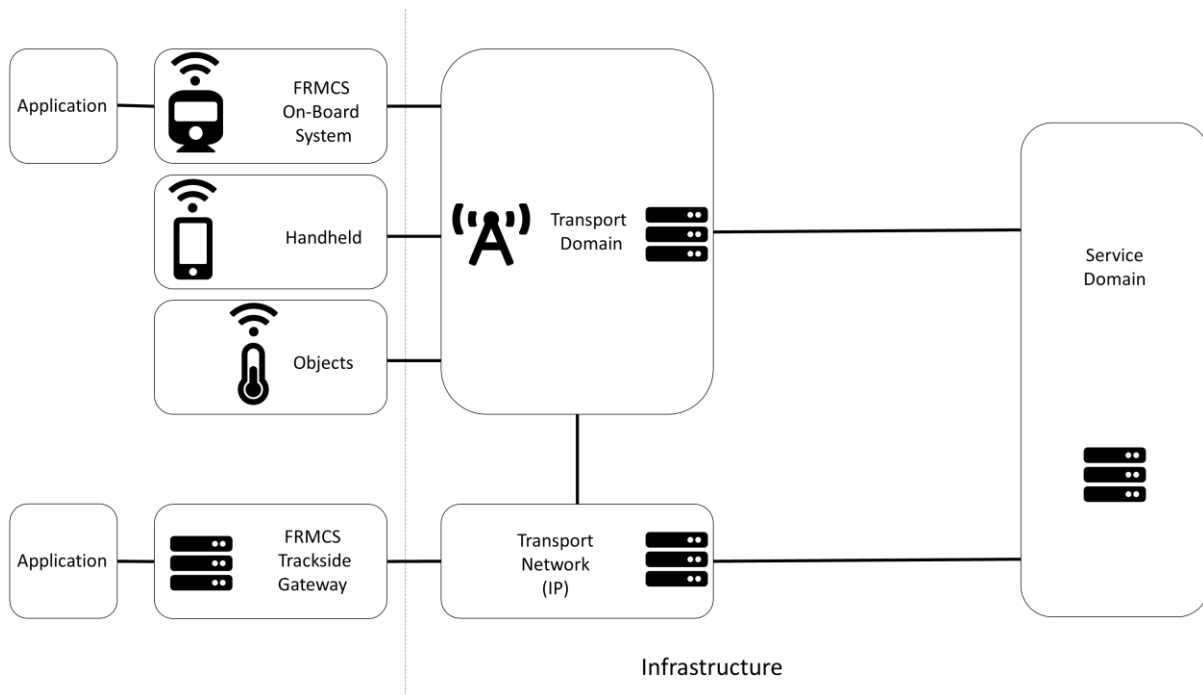 Application
FRMCS
On-Board
System
Handheld
Objects
Transport
Domain
Service
Domain
Application
FRMCS
Trackside
Gateway
Transport
Network
(IP)
Infrastructure